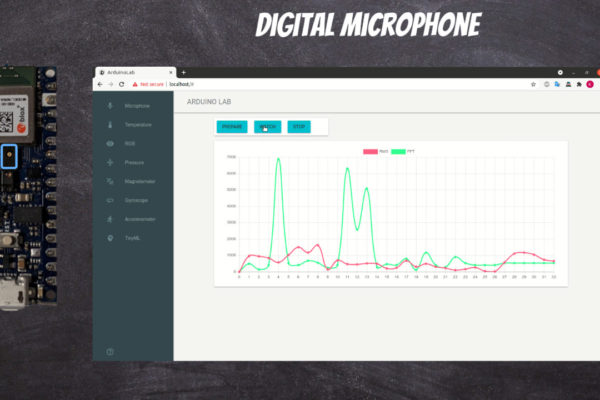 DIGITAL MICROPHONE
ArduinoLab
Not secure | localhost/#
ARDUINO LAB
Microphone
Temperature
RGB
Pressure
Magnetometer
Gyroscope
Accelerometer
TinyML
PREPARE
WATCH
STOP
FFT
7000
6000
5000
4000
3000
2000
1000
0
0 1 2 3 4 5 6 7 8 9 10 11 12 13 14 15 16 17 18 19 20 21 22 23 24 25 26 27 28 29 30 31 32
blox